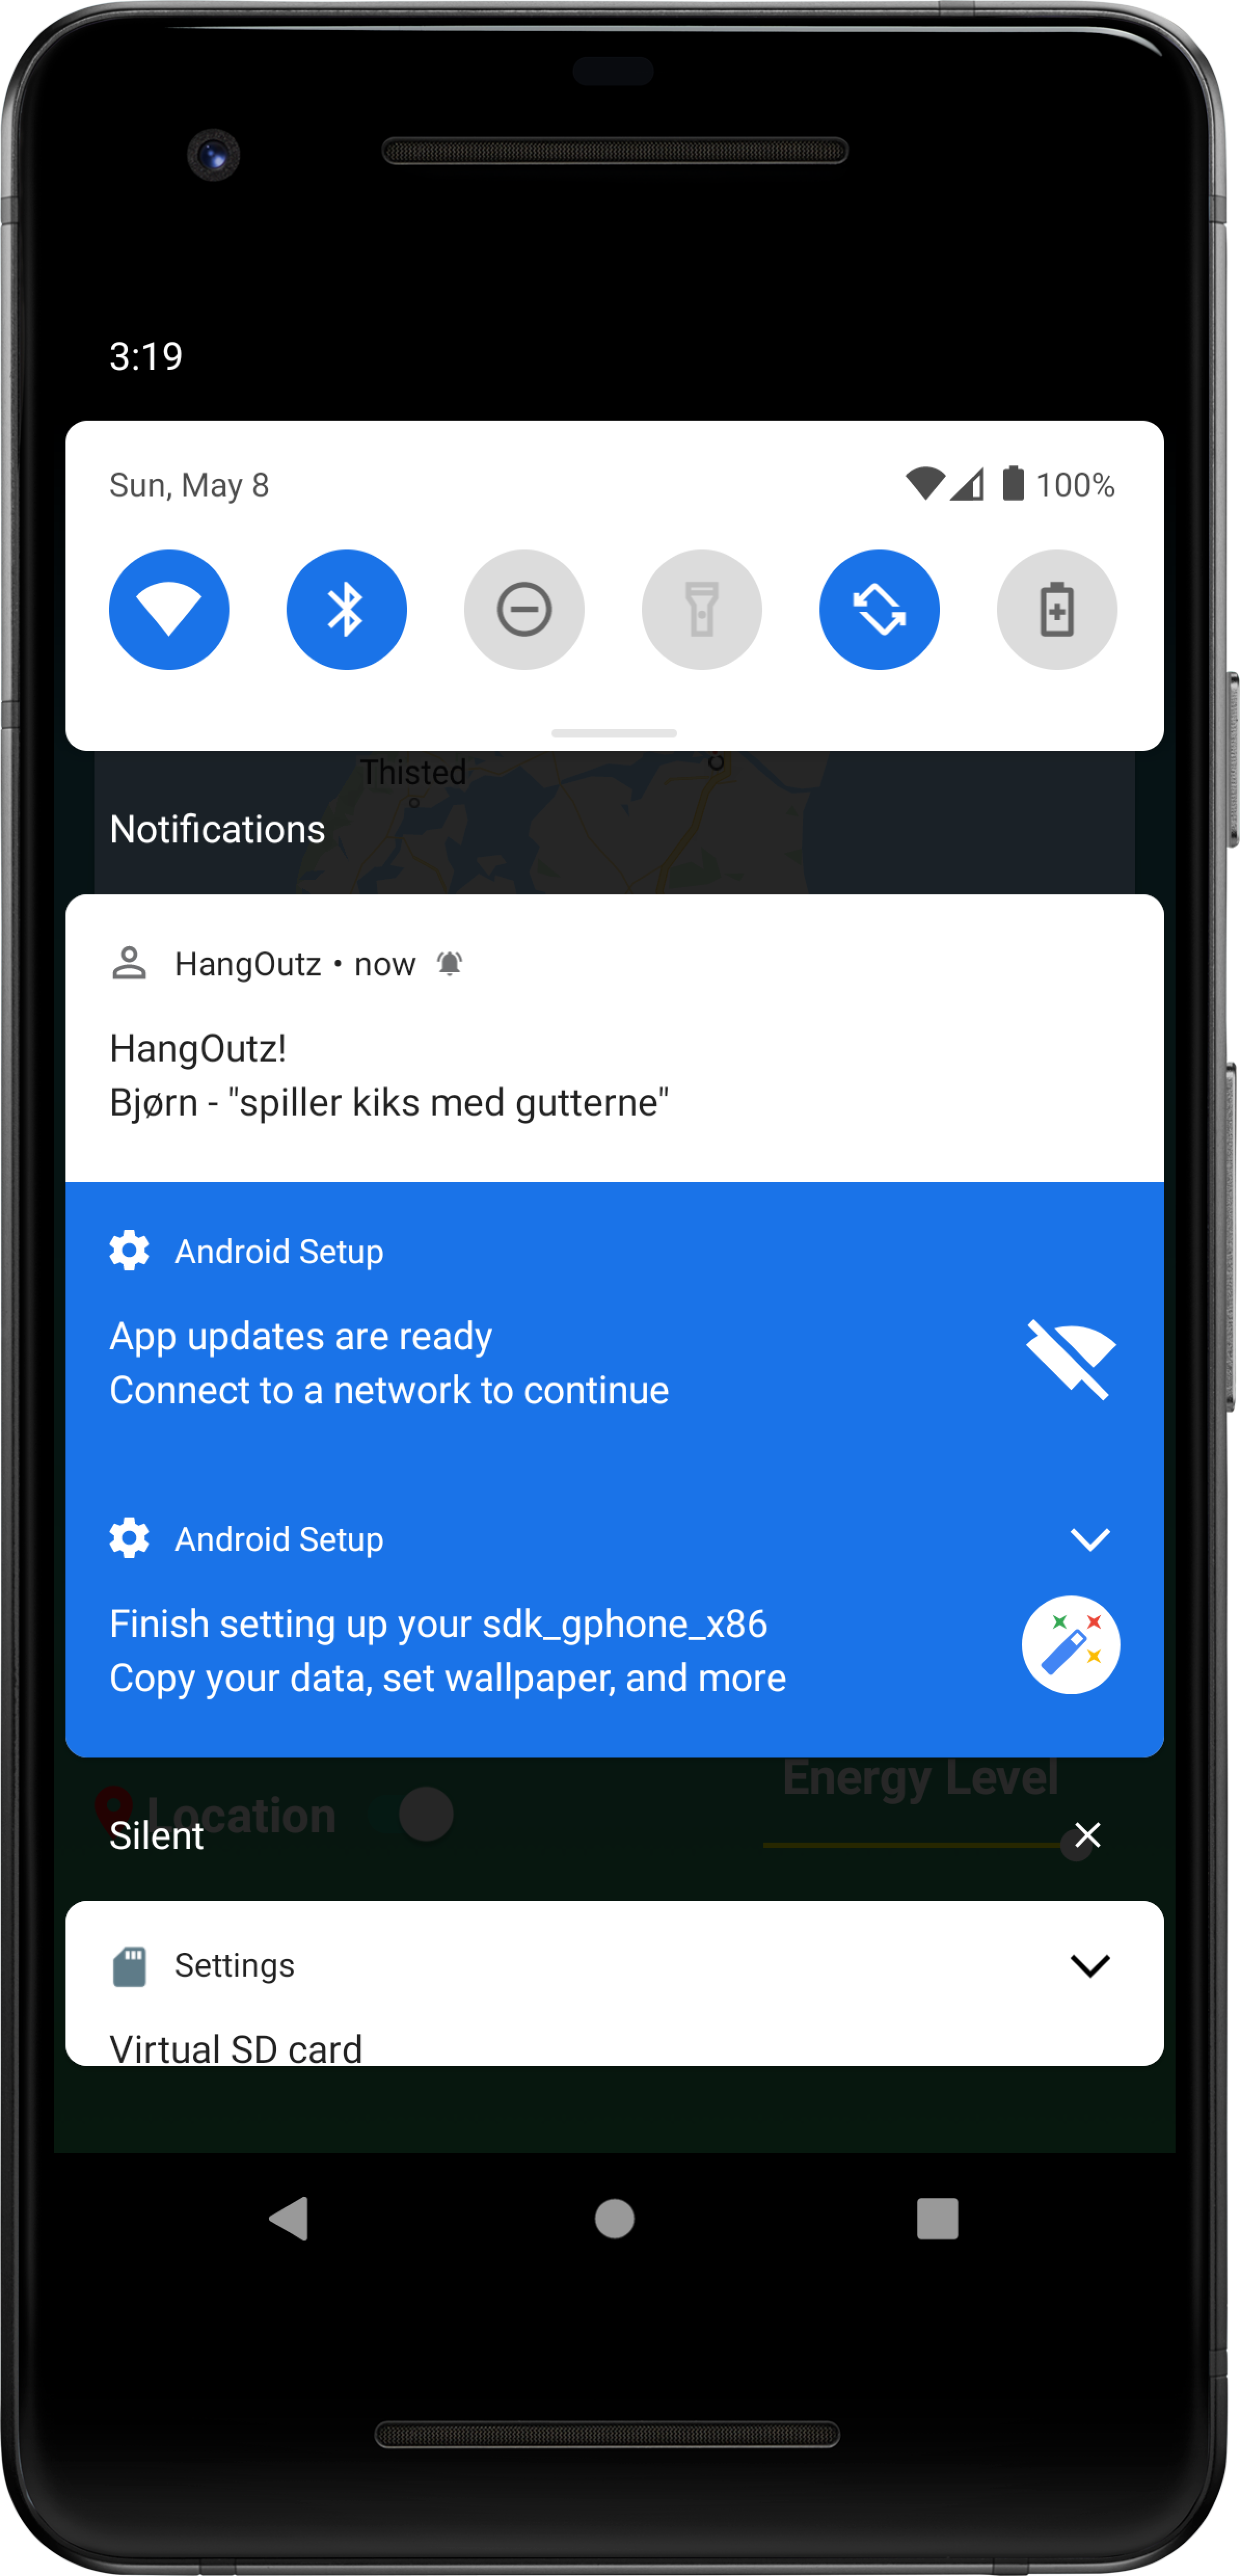 3:19
Sun, May 8
100%
Thisted
Notifications
HangOutz • now
HangOutz!
Bjørn - "spiller kiks med gutterne"
Android Setup
App updates are ready
Connect to a network to continue
Android Setup
Finish setting up your sdk_gphone_x86
Copy your data, set wallpaper, and more
Energy Level
Location
Silent
Settings
Virtual SD card